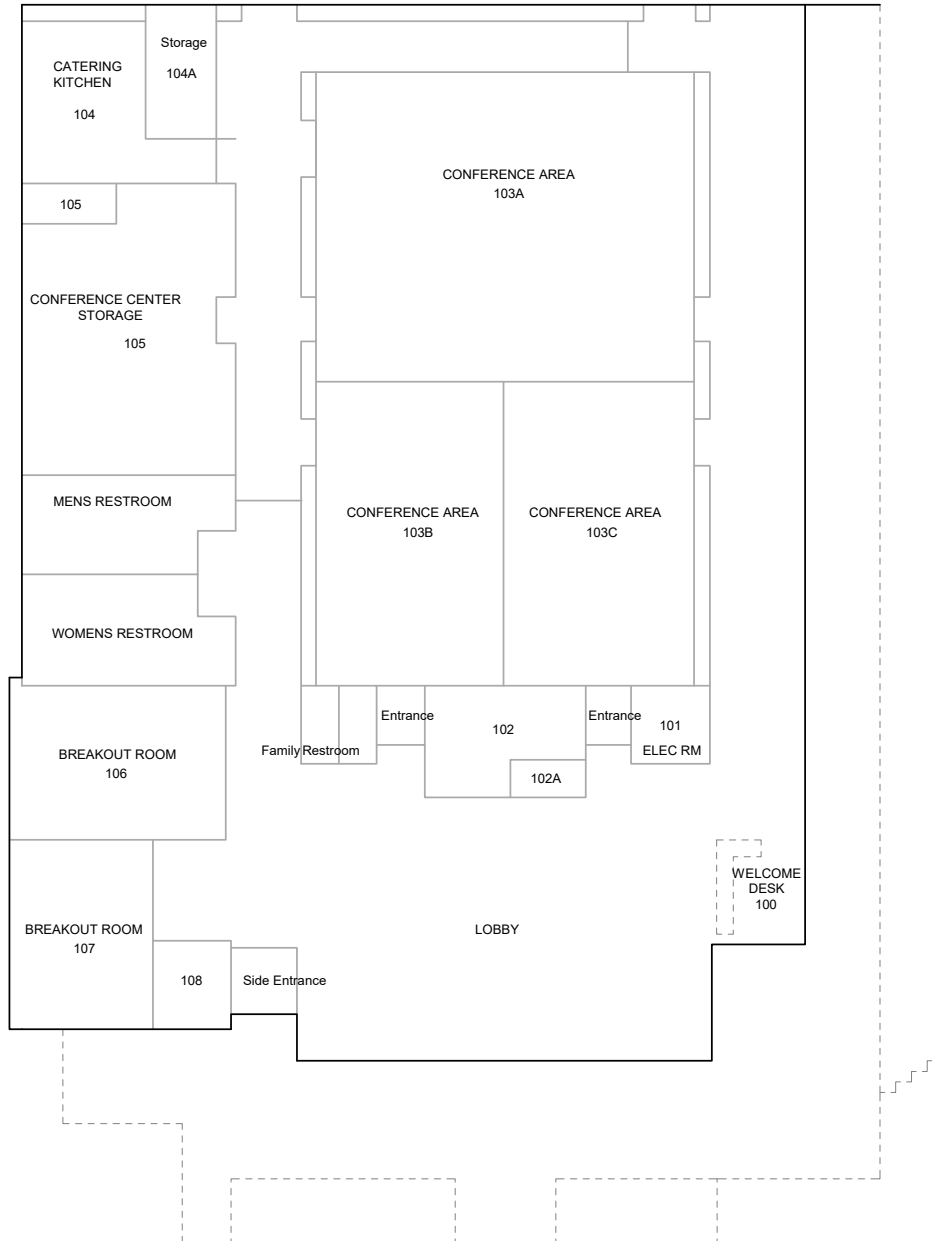 Storage
104A
CATERING
KITCHEN
104
CONFERENCE AREA
103A
105
CONFERENCE CENTER
STORAGE
105
MENS RESTROOM
CONFERENCE AREA
103B
CONFERENCE AREA
103C
WOMENS RESTROOM
Entrance
102
Entrance
101
ELEC RM
Family Restroom
BREAKOUT ROOM
106
102A
WELCOME
DESK
100
BREAKOUT ROOM
107
LOBBY
108
Side Entrance